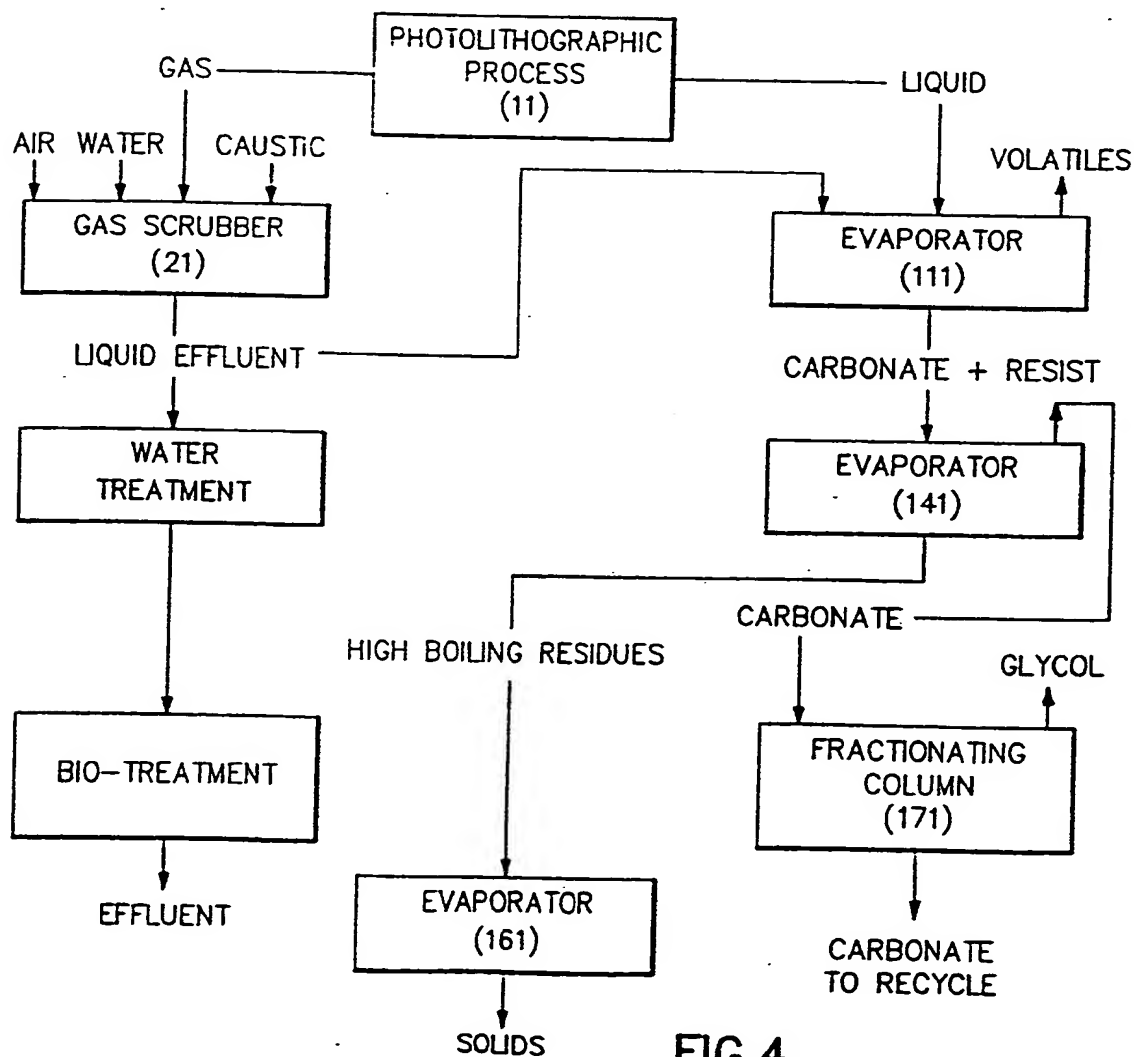 PHOTOLITHOGRAPHIC
PROCESS
(11)
GAS
LIQUID
AIR WATER CAUSTIC
VOLATILES
GAS SCRUBBER
(21)
EVAPORATOR
(111)
LIQUID EFFLUENT
CARBONATE + RESIST
WATER
TREATMENT
EVAPORATOR
(141)
CARBONATE
HIGH BOILING RESIDUES
GLYCOL
BIO-TREATMENT
FRACTIONATING
COLUMN
(171)
EFFLUENT
EVAPORATOR
(161)
CARBONATE
TO RECYCLE
SOLIDS
FIG. 4